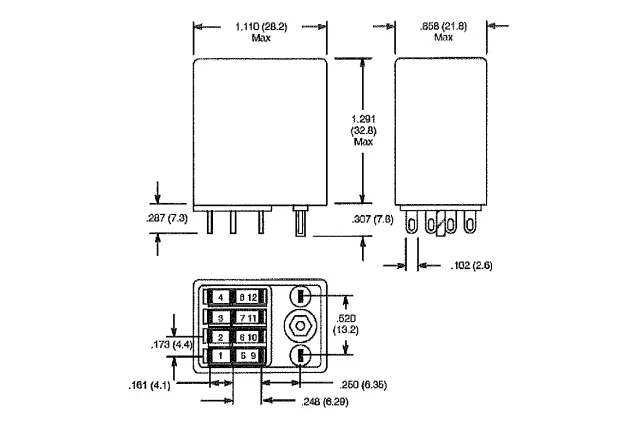 1.110 (28.2)
Max
.858 (21.8)
Max
1.291
(32.8)
Max
.287 (7.3)
.307 (7.8)
.102 (2.6)
4 8 12
3 7 11
2 6 10
1 5 9
.520
(13.2)
.173 (4.4)
.161 (4.1)
.250 (6.35)
.248 (6.29)